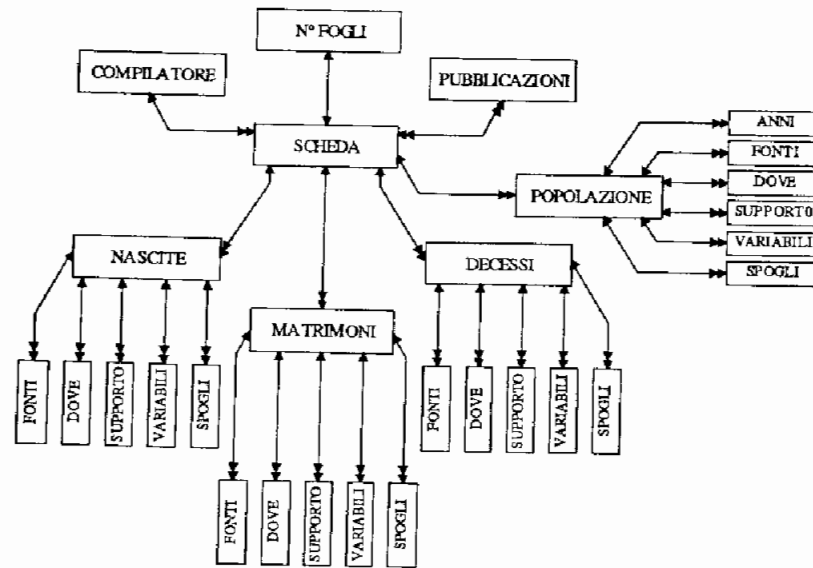 N° FOGLI
COMPILATORE
PUBBLICAZIONI
SCHEDA
ANNI
FONTI
DOVE
SUPPORTO
VARIABILI
SPOGLI
POPOLAZIONE
NASCITE
DECESSI
MATRIMONI
FONTI
DOVE
SUPPORTO
VARIABILI
SPOGLI
FONTI
DOVE
SUPPORTO
VARIABILI
SPOGLI
FONTI
DOVE
SUPPORTO
VARIABILI
SPOGLI